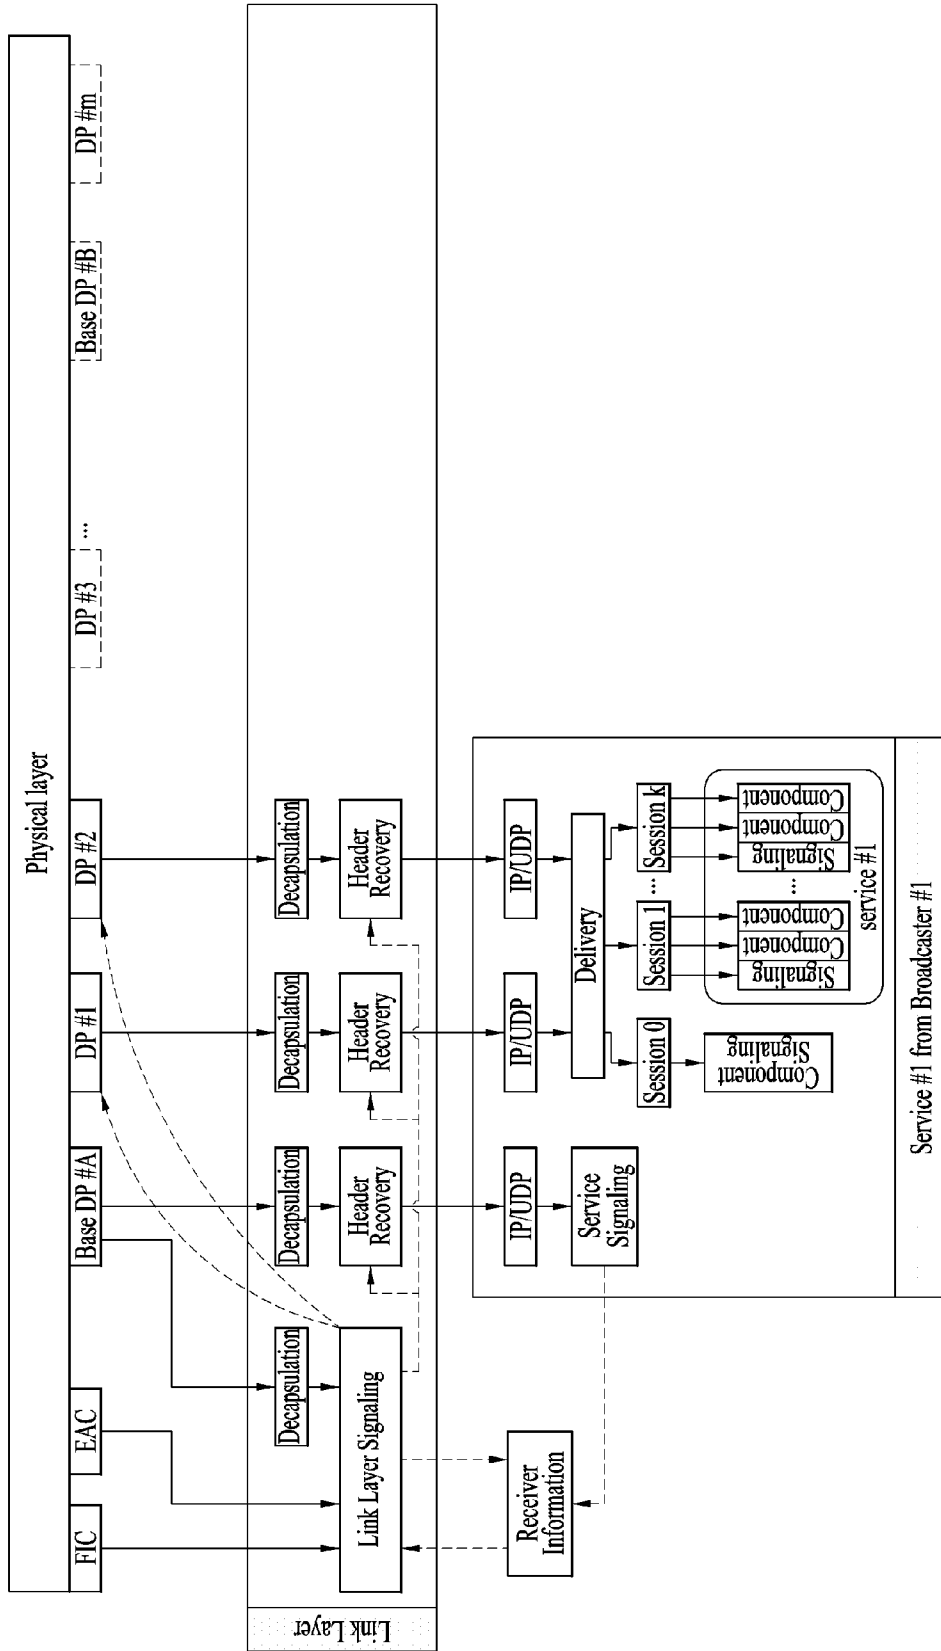 Physical layer
FIC
EAC
Base DP #A
DP #1
DP #2
DP #3
...
Base DP #B
DP #m
Link Layer
Decapsulation
Decapsulation
Decapsulation
Decapsulation
Link Layer Signaling
Header
Recovery
Header
Recovery
Header
Recovery
Receiver
Information
IP/UDP
IP/UDP
IP/UDP
Service
Signaling
Delivery
Session 0
Session 1
...
Session k
Component
Signaling
Signaling
Component
Component
...
Signaling
Component
Component
service #1
Service #1 from Broadcaster #1